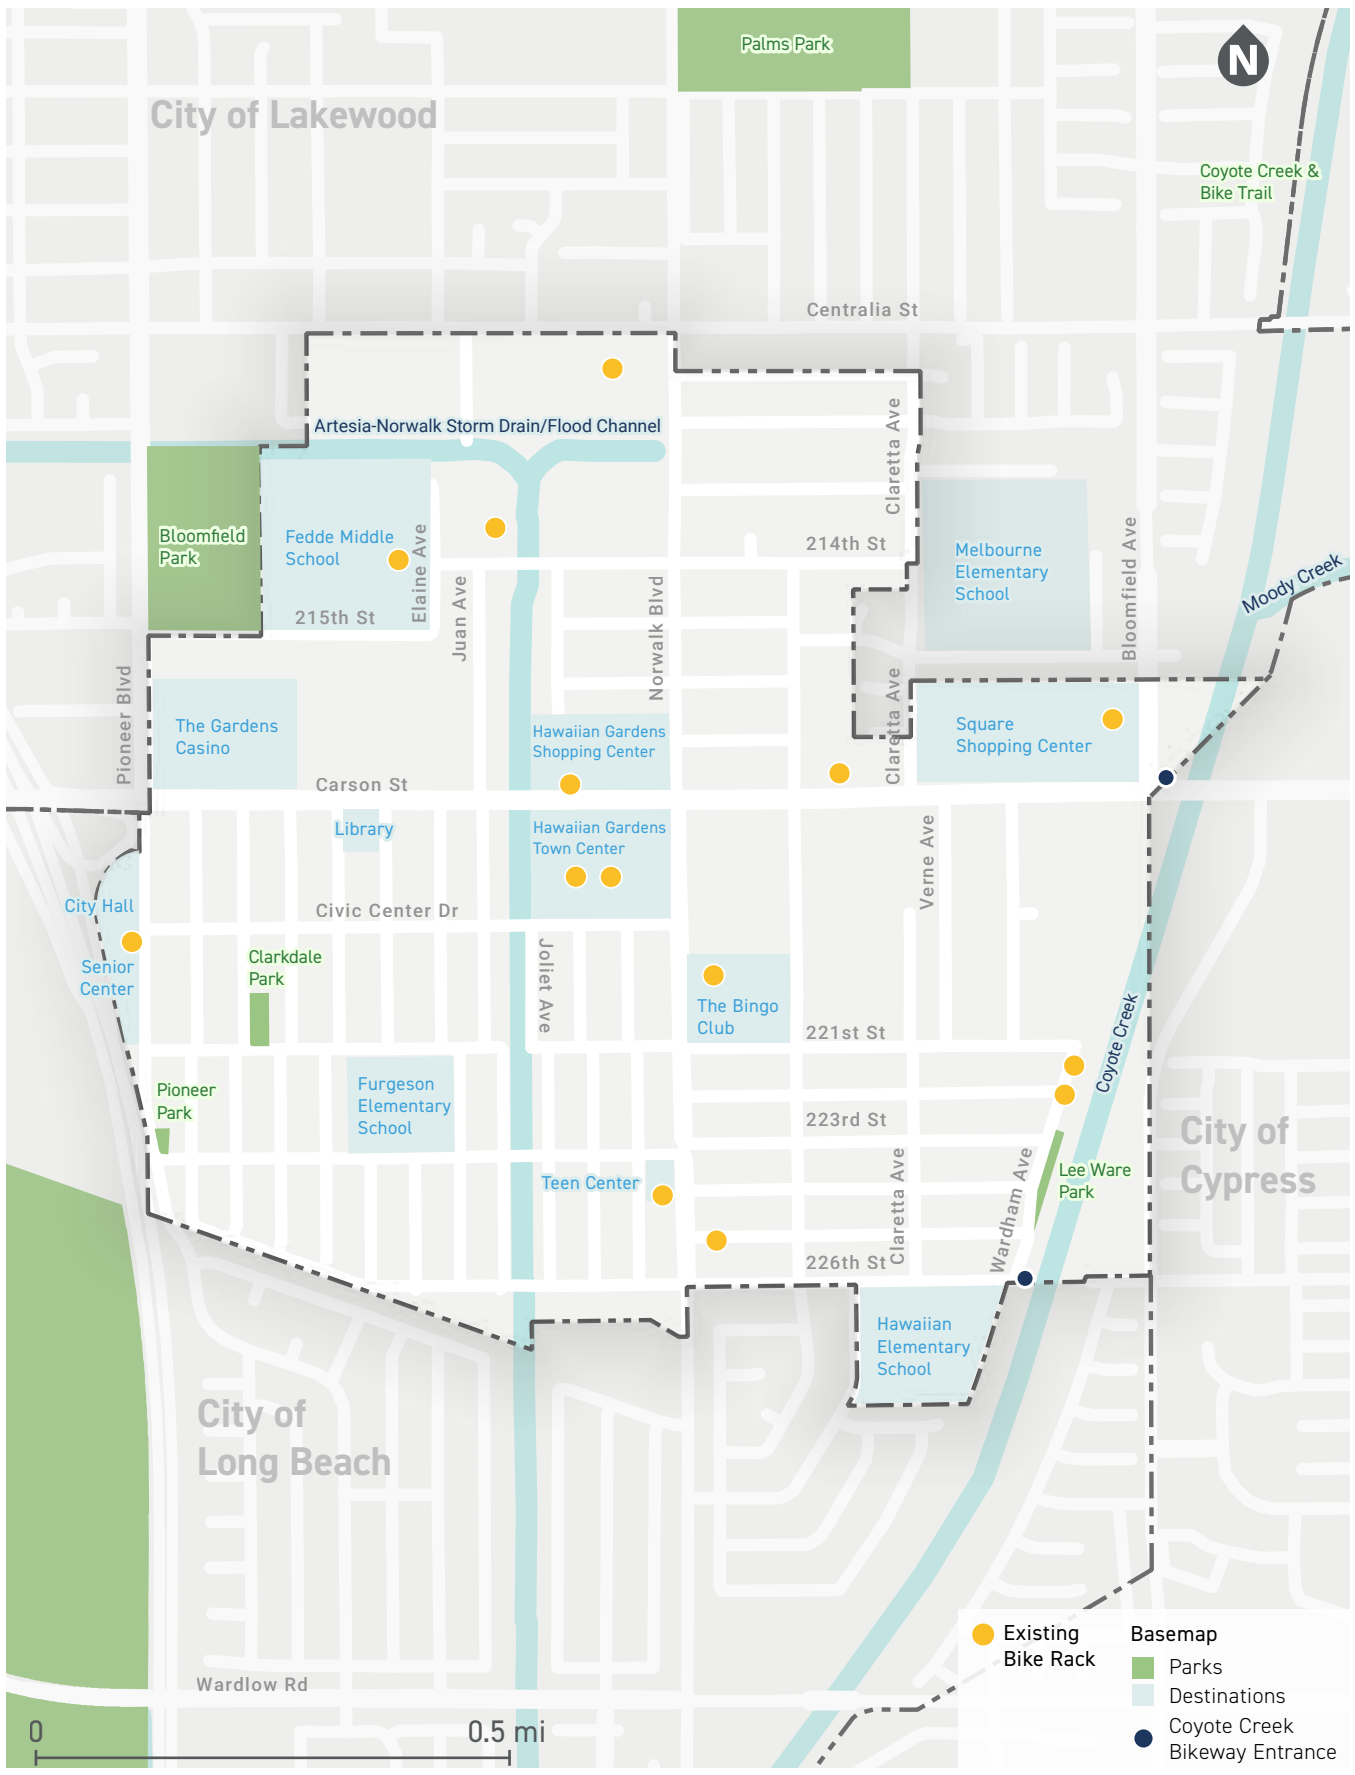 Palms Park
N
City of Lakewood
Coyote Creek &
Bike Trail
Centralia St
Artesia-Norwalk Storm Drain/Flood Channel
Claretta Ave
Bloomfield
Park
Fedde Middle
School
Elaine Ave
214th St
Melbourne
Elementary
School
Bloomfield Ave
Moody Creek
215th St
Juan Ave
Norwalk Blvd
Pioneer Blvd
The Gardens
Casino
Hawaiian Gardens
Shopping Center
Claretta Ave
Square
Shopping Center
Carson St
Library
Hawaiian Gardens
Town Center
Verne Ave
City Hall
Civic Center Dr
Senior
Center
Clarkdale
Park
Joliet Ave
The Bingo
Club
221st St
Coyote Creek
Pioneer
Park
Furgeson
Elementary
School
223rd St
City of
Cypress
Teen Center
Claretta Ave
Wardham Ave
Lee Ware
Park
226th St
Hawaiian
Elementary
School
City of
Long Beach
Wardlow Rd
0
0.5 mi
Existing
Bike Rack
Basemap
Parks
Destinations
Coyote Creek
Bikeway Entrance